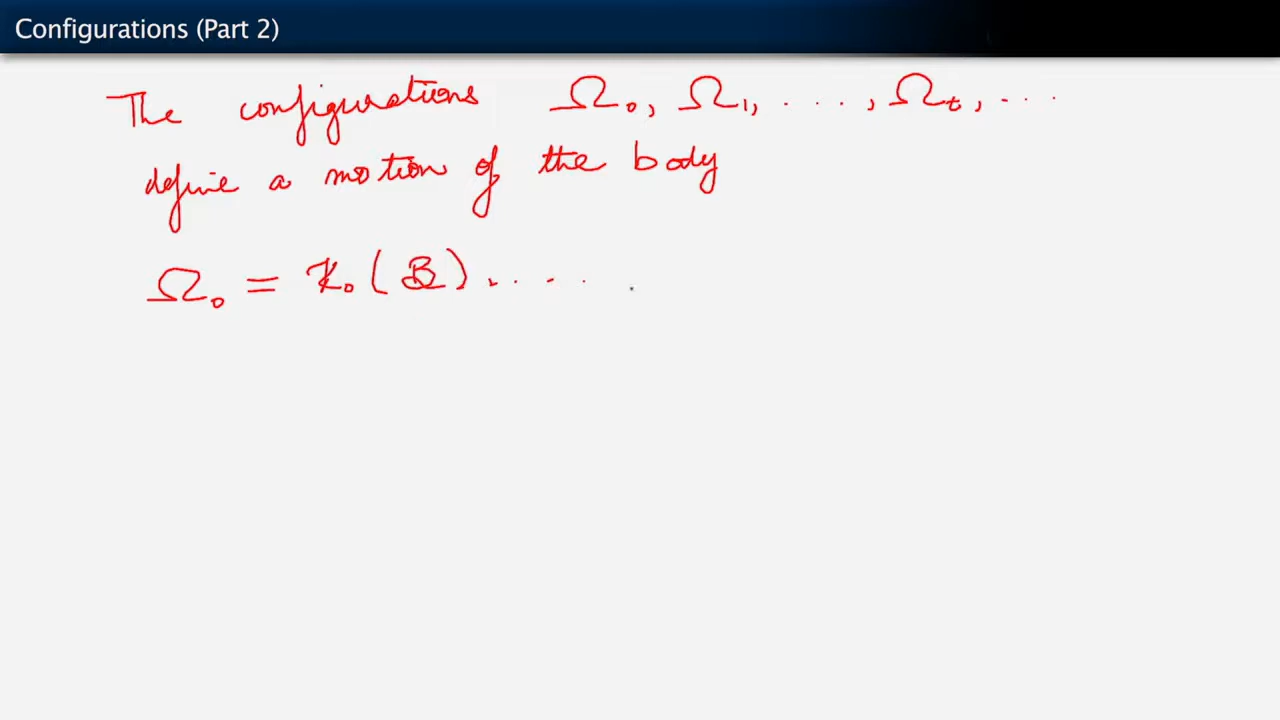 Configurations (Part 2)
The configurations Ω₀, Ω₁, ...., Ωₜ, ...
define a motion of the body
Ω₀ = κ₀(𝓑), ....